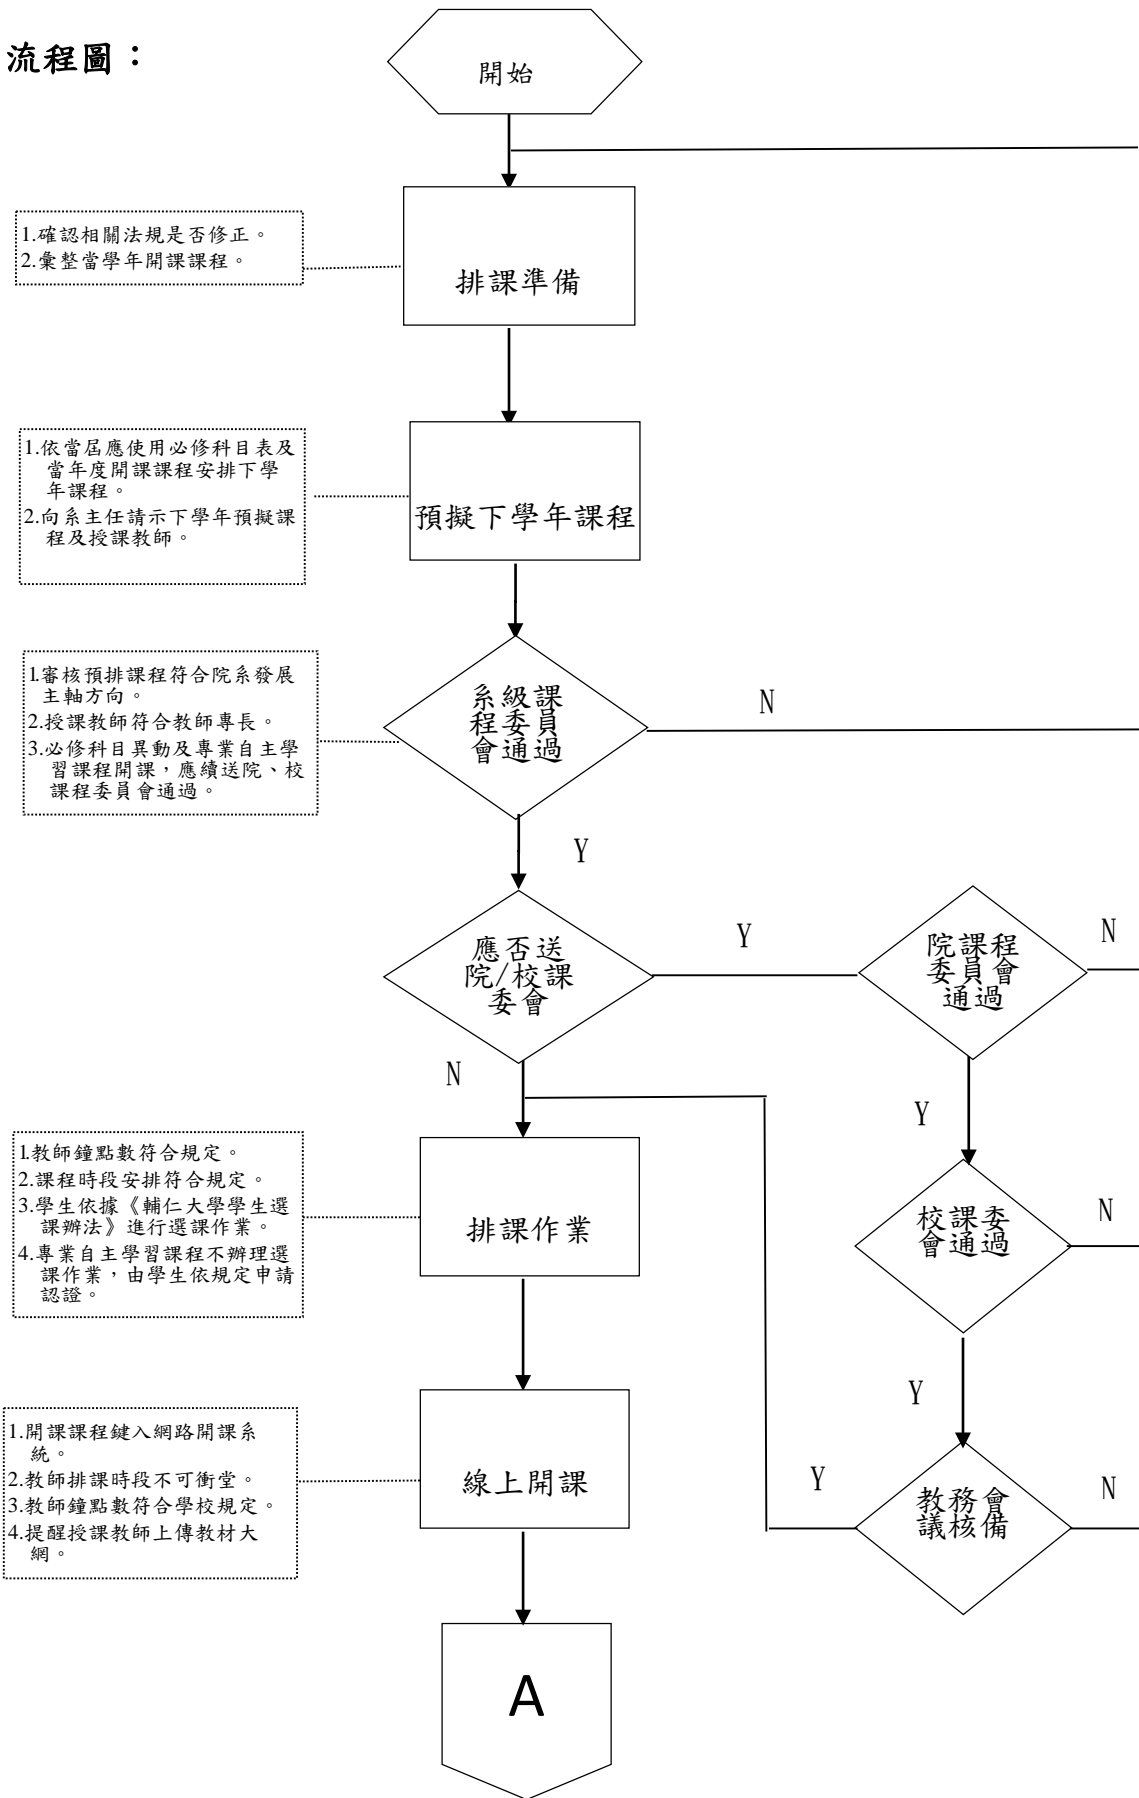 流程圖：
開始
1.確認相關法規是否修正。
2.彙整當學年開課課程。
排課準備
1.依當屆應使用必修科目表及
當年度開課課程安排下學
年課程。
2.向系主任請示下學年預擬課
程及授課教師。
預擬下學年課程
1.審核預排課程符合院系發展
主軸方向。
2.授課教師符合教師專長。
3.必修科目異動及專業自主學
習課程開課，應續送院、校
課程委員會通過。
系級課
程委員
會通過
N
Y
應否送
院/校課
委會
Y
院課程
委員會
通過
N
N
Y
1.教師鐘點數符合規定。
2.課程時段安排符合規定。
3.學生依據《輔仁大學學生選
課辦法》進行選課作業。
4.專業自主學習課程不辦理選
課作業，由學生依規定申請
認證。
排課作業
校課委
會通過
N
Y
1.開課課程鍵入網路開課系
統。
2.教師排課時段不可衝堂。
3.教師鐘點數符合學校規定。
4.提醒授課教師上傳教材大
網。
線上開課
Y
教務會
議核備
N
A